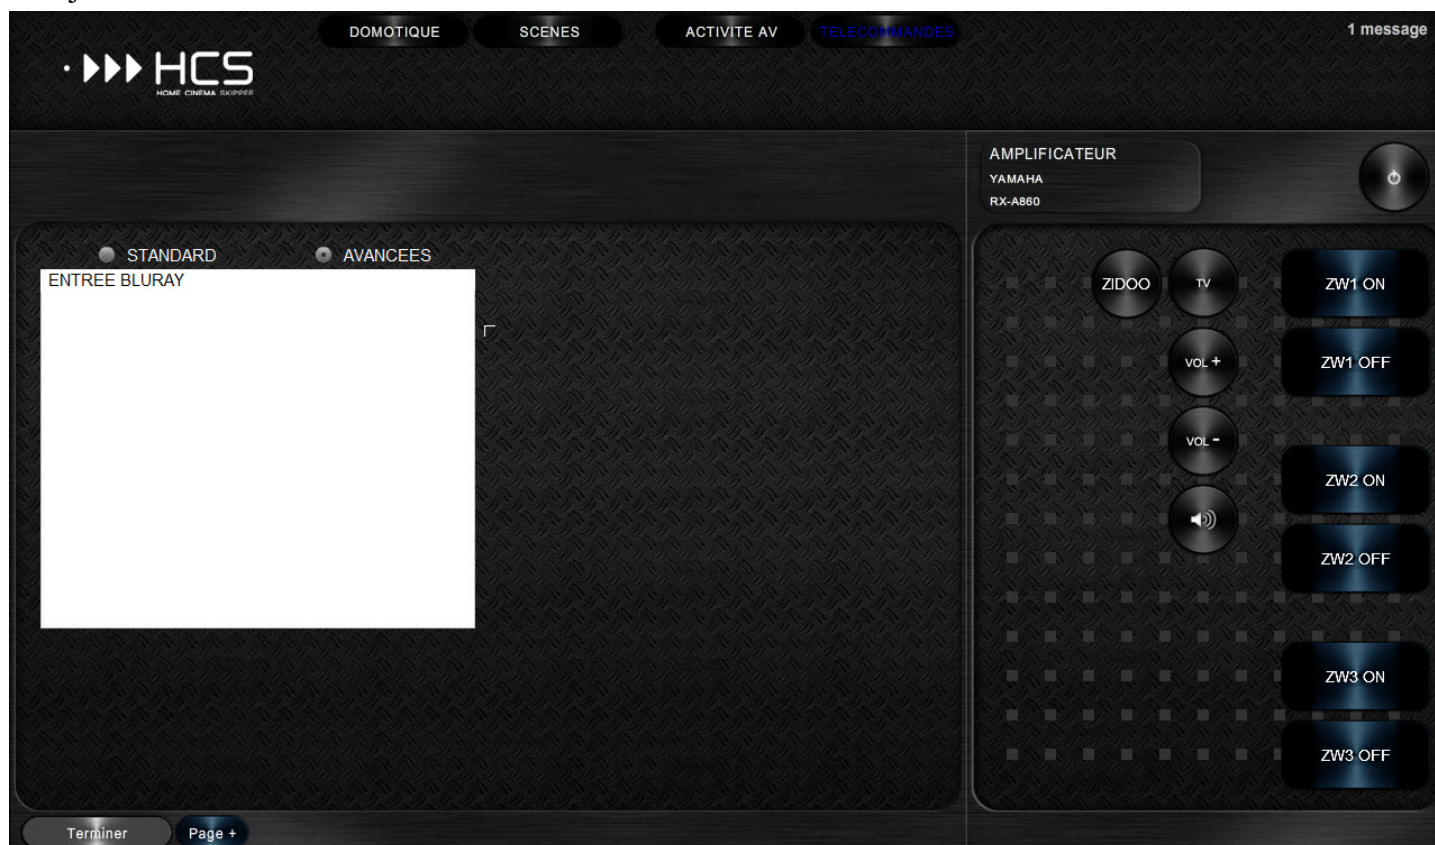 DOMOTIQUE SCENES ACTIVITE AV TELECOMMANDES 1 message
HCS
HOME CINEMA SKIPPER
AMPLIFICATEUR
YAMAHA
RX-A860
STANDARD AVANCEES
ENTREE BLURAY
ZIDOO TV ZW1 ON
VOL + ZW1 OFF
VOL -
ZW2 ON
ZW2 OFF
ZW3 ON
ZW3 OFF
Terminer Page +